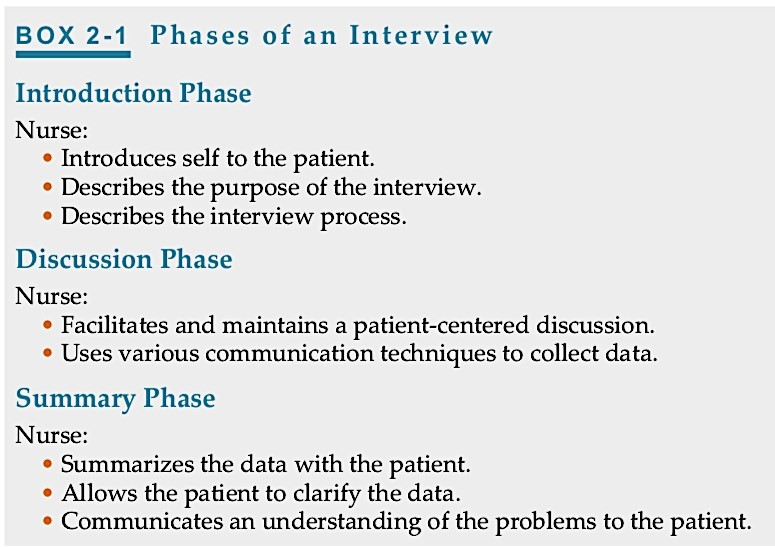 BOX 2-1 Phases of an Interview
Introduction Phase
Nurse:
• Introduces self to the patient.
• Describes the purpose of the interview.
• Describes the interview process.
Discussion Phase
Nurse:
• Facilitates and maintains a patient-centered discussion.
• Uses various communication techniques to collect data.
Summary Phase
Nurse:
• Summarizes the data with the patient.
• Allows the patient to clarify the data.
• Communicates an understanding of the problems to the patient.